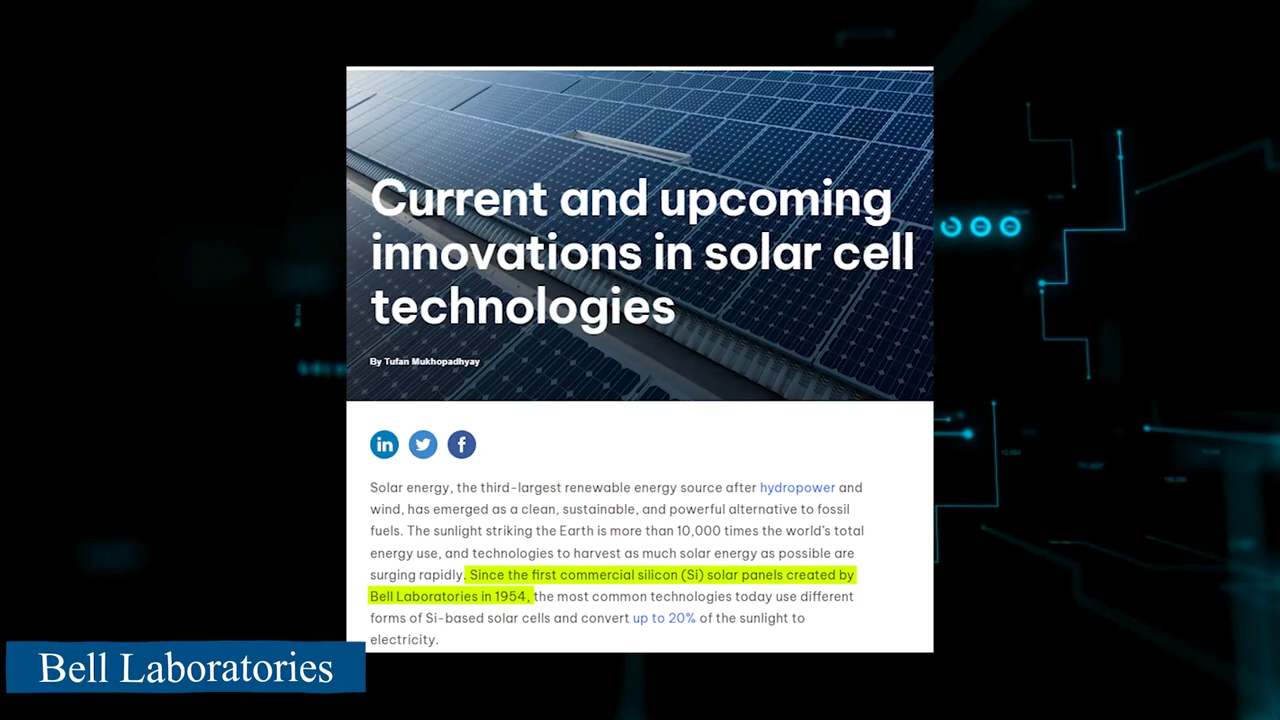 Current and upcoming
innovations in solar cell
technologies
By Tufan Mukhopadhyay
in
f
Solar energy, the third-largest renewable energy source after hydropower and
wind, has emerged as a clean, sustainable, and powerful alternative to fossil
fuels. The sunlight striking the Earth is more than 10,000 times the world's total
energy use, and technologies to harvest as much solar energy as possible are
surging rapidly. Since the first commercial silicon (Si) solar panels created by
Bell Laboratories in 1954, the most common technologies today use different
forms of Si-based solar cells and convert up to 20% of the sunlight to
electricity.
Bell Laboratories